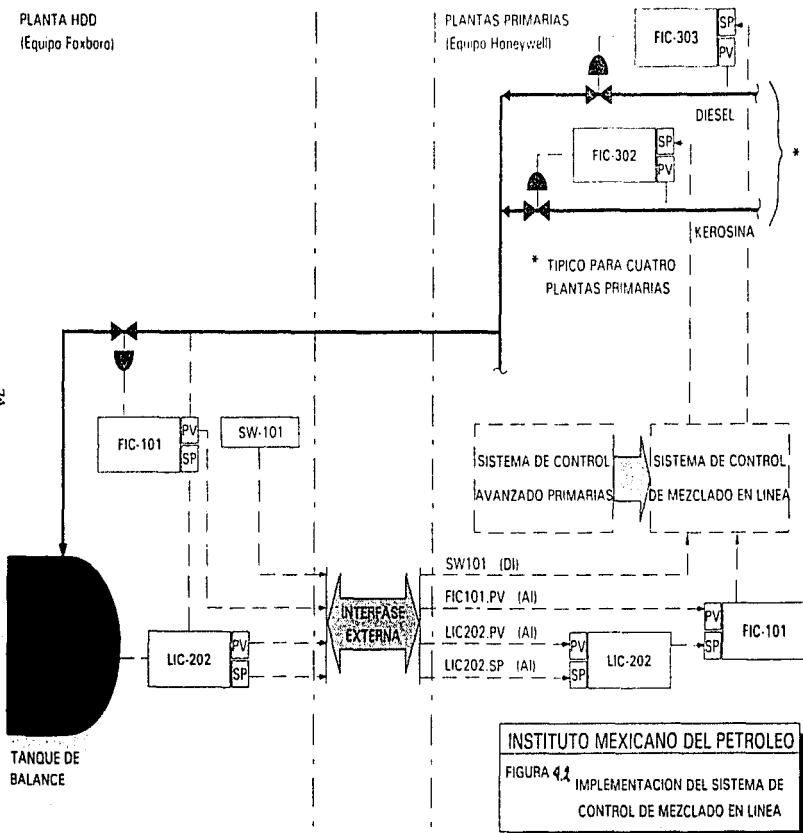 PLANTA HDD
(Equipo Foxboro)
PLANTAS PRIMARIAS
(Equipo Honeywell)
FIC-303
SP
PV
DIESEL
FIC-302
SP
PV
*
KEROSINA
* TIPICO PARA CUATRO
PLANTAS PRIMARIAS
FIC-101
PV
SP
SW-101
SISTEMA DE CONTROL
AVANZADO PRIMARIAS
SISTEMA DE CONTROL
DE MEZCLADO EN LINEA
SW101 (DI)
FIC101.PV (AI)
LIC202.PV (AI)
LIC202.SP (AI)
INTERFASE
EXTERNA
LIC-202
PV
SP
PV
SP
LIC-202
PV
SP
FIC-101
TANQUE DE
BALANCE
INSTITUTO MEXICANO DEL PETROLEO
FIGURA 4.2 IMPLEMENTACION DEL SISTEMA DE
CONTROL DE MEZCLADO EN LINEA